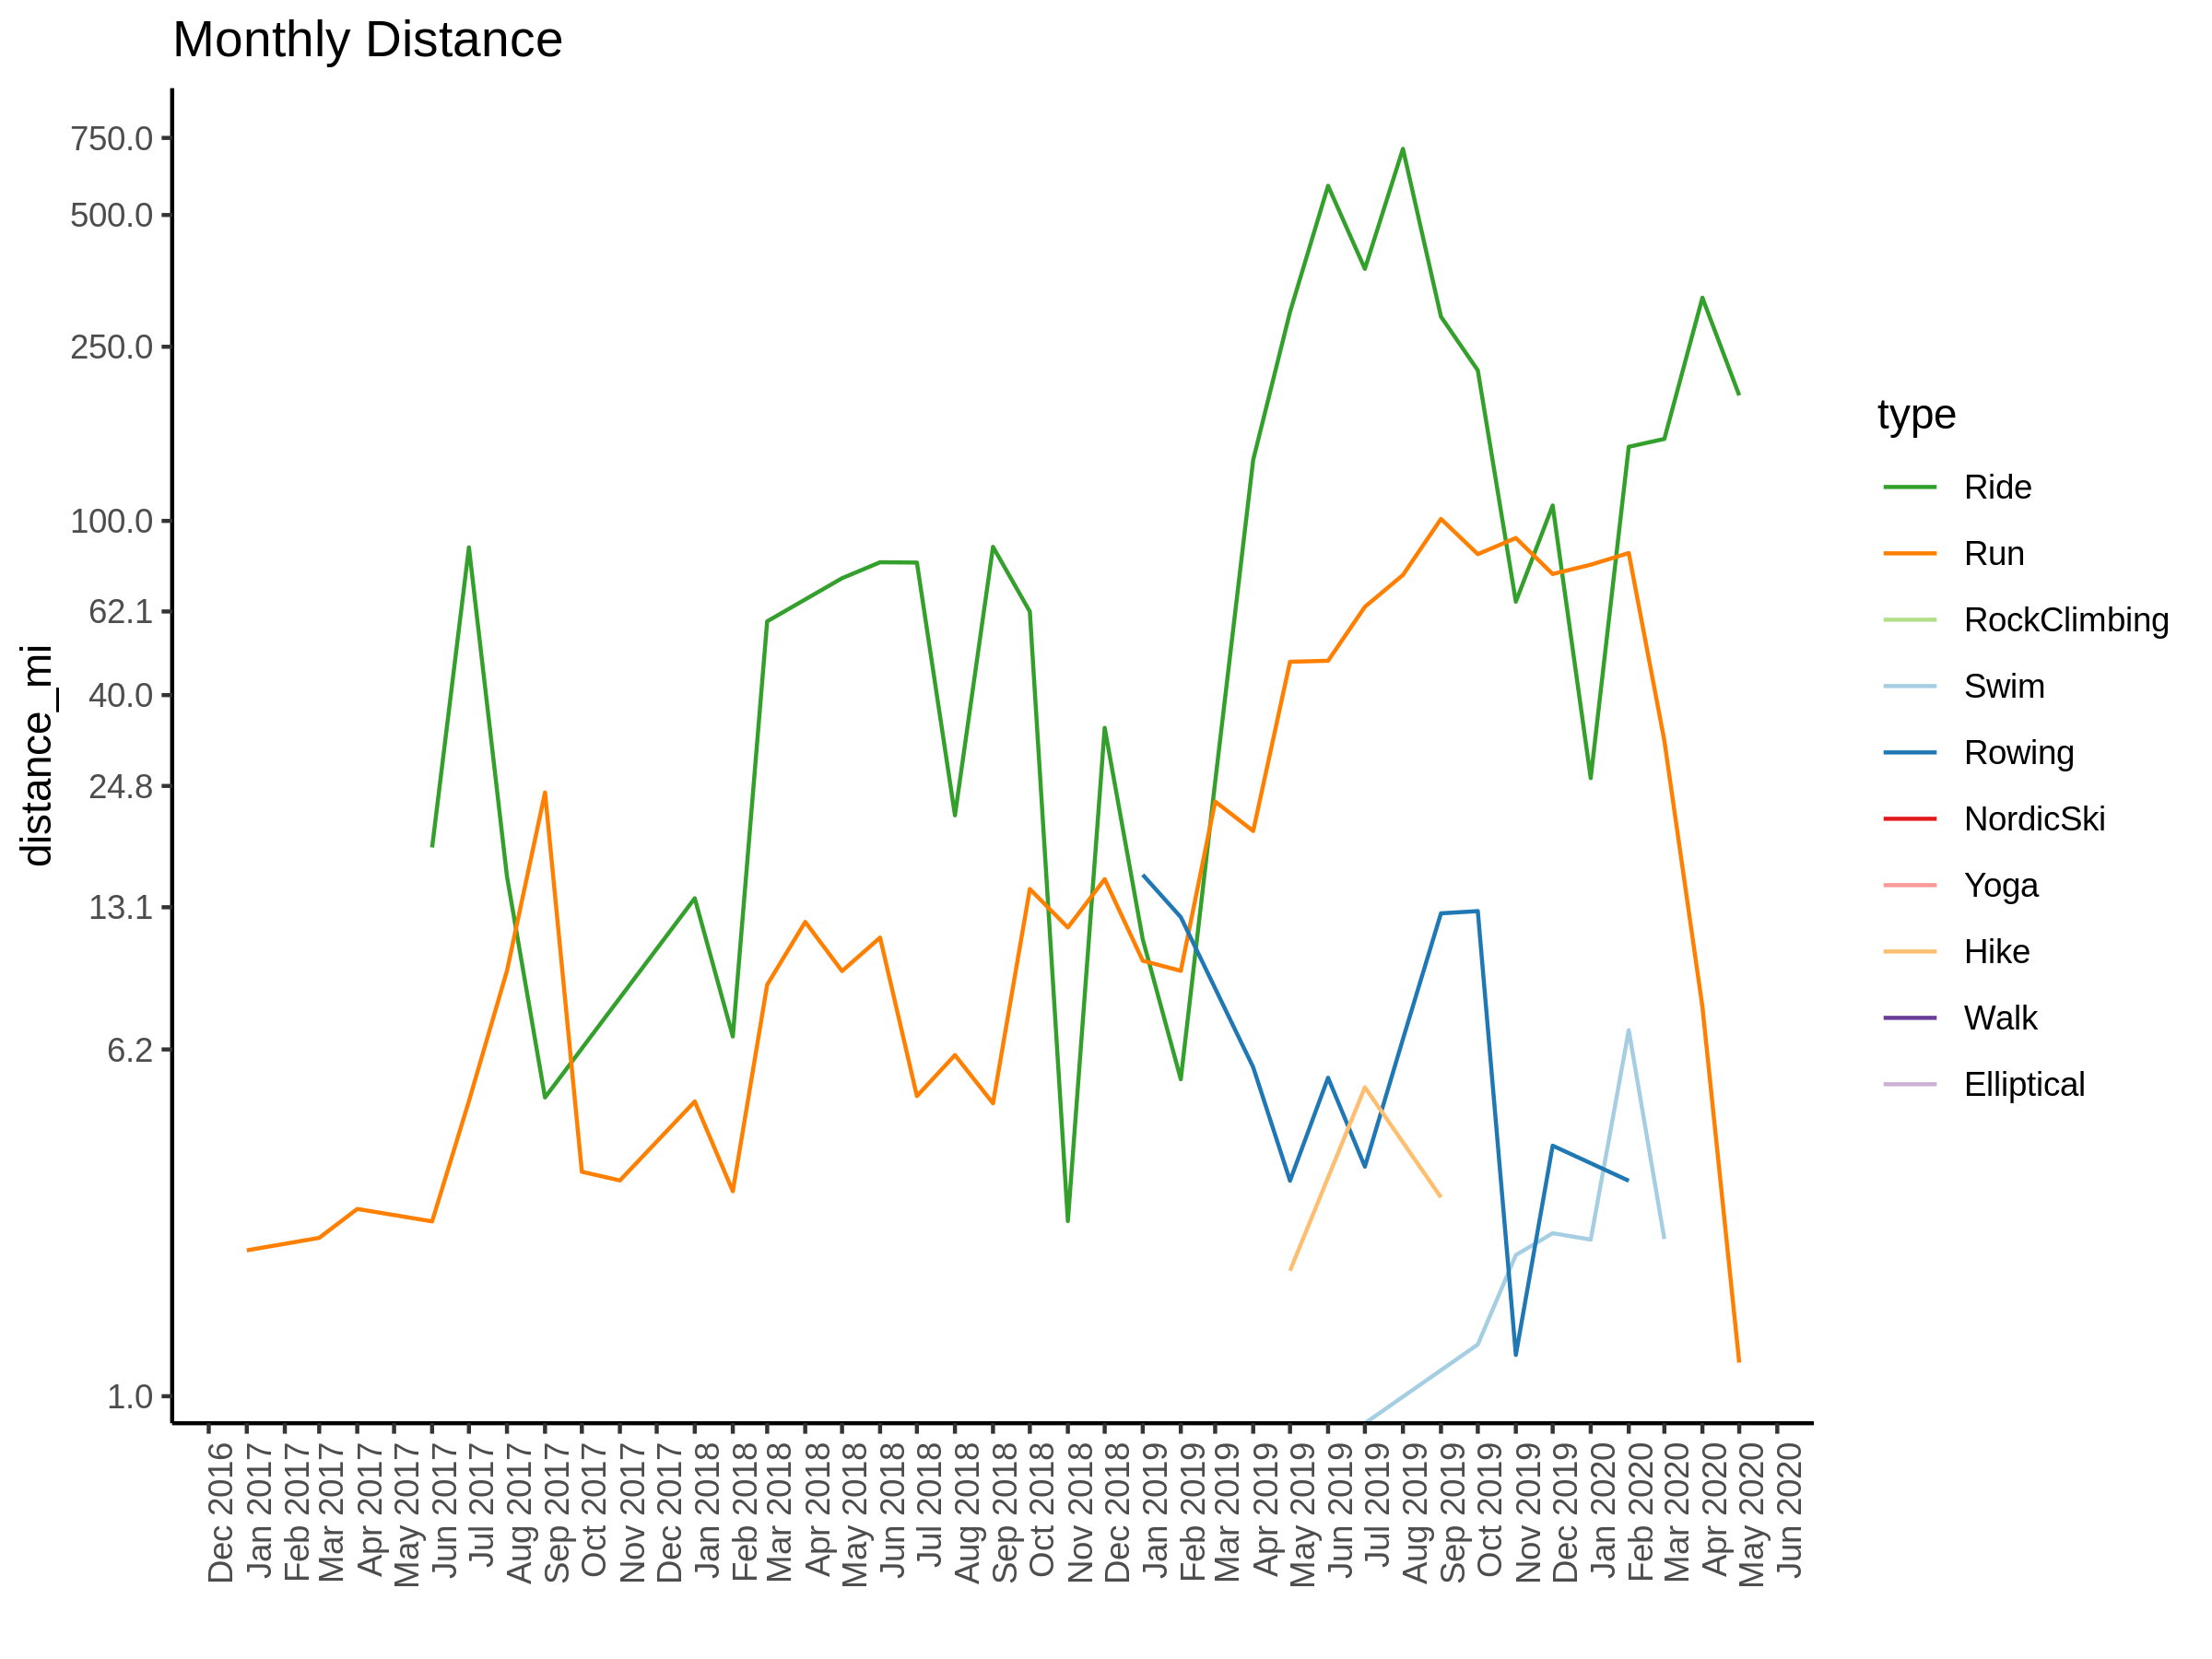 Monthly Distance
distance_mi
750.0
500.0
250.0
100.0
62.1
40.0
24.8
13.1
6.2
1.0
Dec 2016
Jan 2017
Feb 2017
Mar 2017
Apr 2017
May 2017
Jun 2017
Jul 2017
Aug 2017
Sep 2017
Oct 2017
Nov 2017
Dec 2017
Jan 2018
Feb 2018
Mar 2018
Apr 2018
May 2018
Jun 2018
Jul 2018
Aug 2018
Sep 2018
Oct 2018
Nov 2018
Dec 2018
Jan 2019
Feb 2019
Mar 2019
Apr 2019
May 2019
Jun 2019
Jul 2019
Aug 2019
Sep 2019
Oct 2019
Nov 2019
Dec 2019
Jan 2020
Feb 2020
Mar 2020
Apr 2020
May 2020
Jun 2020
type
Ride
Run
RockClimbing
Swim
Rowing
NordicSki
Yoga
Hike
Walk
Elliptical